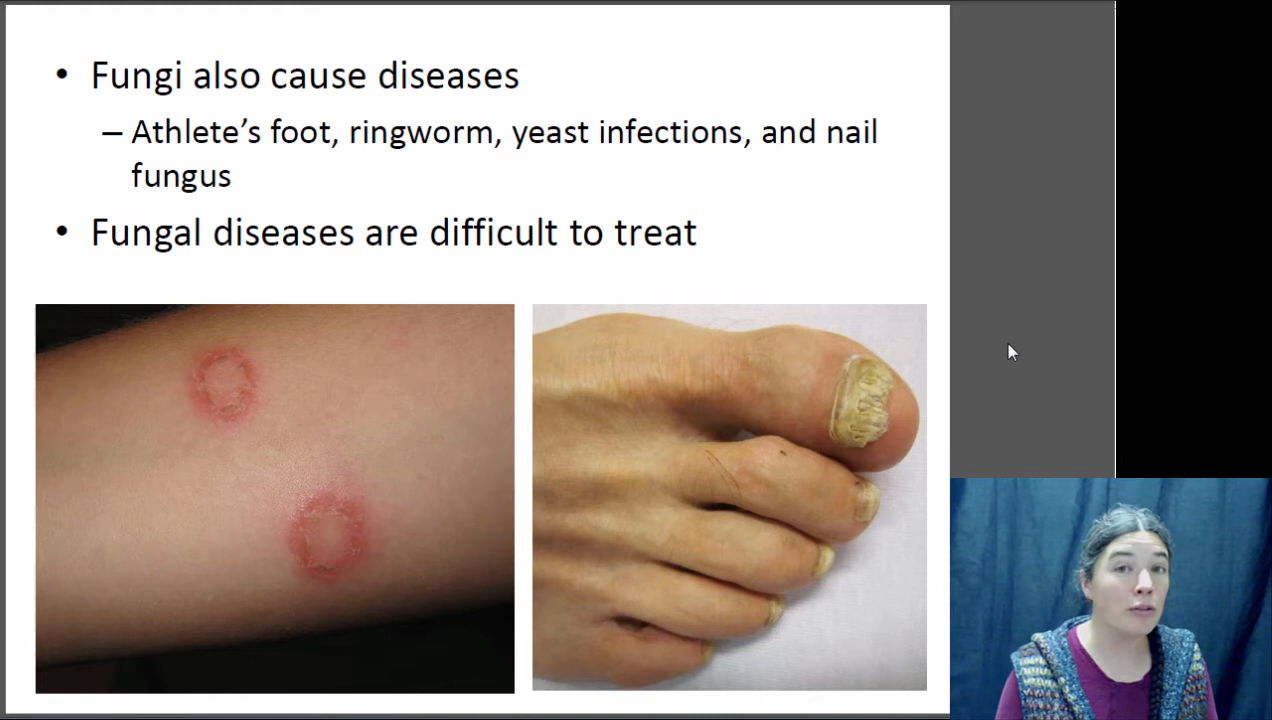 • Fungi also cause diseases
– Athlete’s foot, ringworm, yeast infections, and nail
fungus
• Fungal diseases are difficult to treat